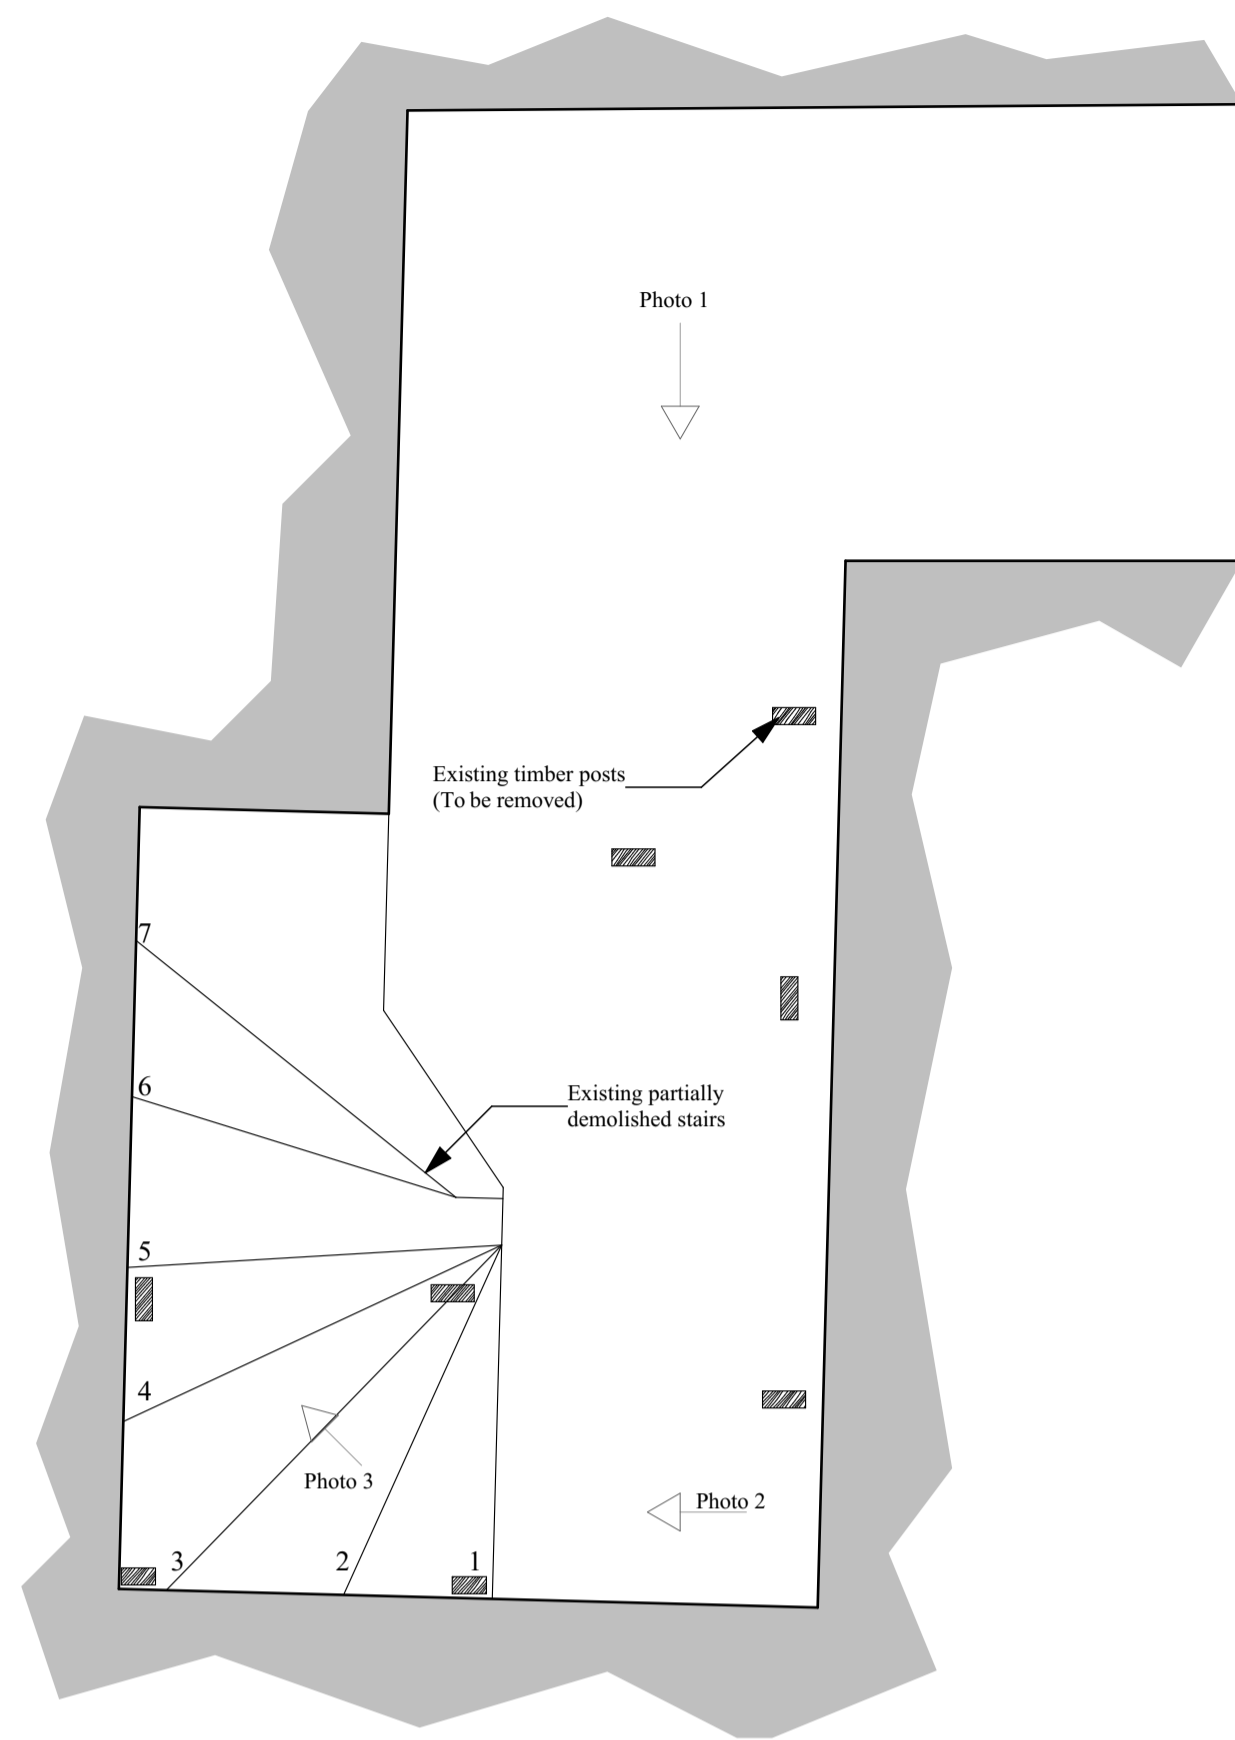 Photo 1
Existing timber posts
(To be removed)
7
6
Existing partially
demolished stairs
5
4
Photo 3
Photo 2
3
2
1